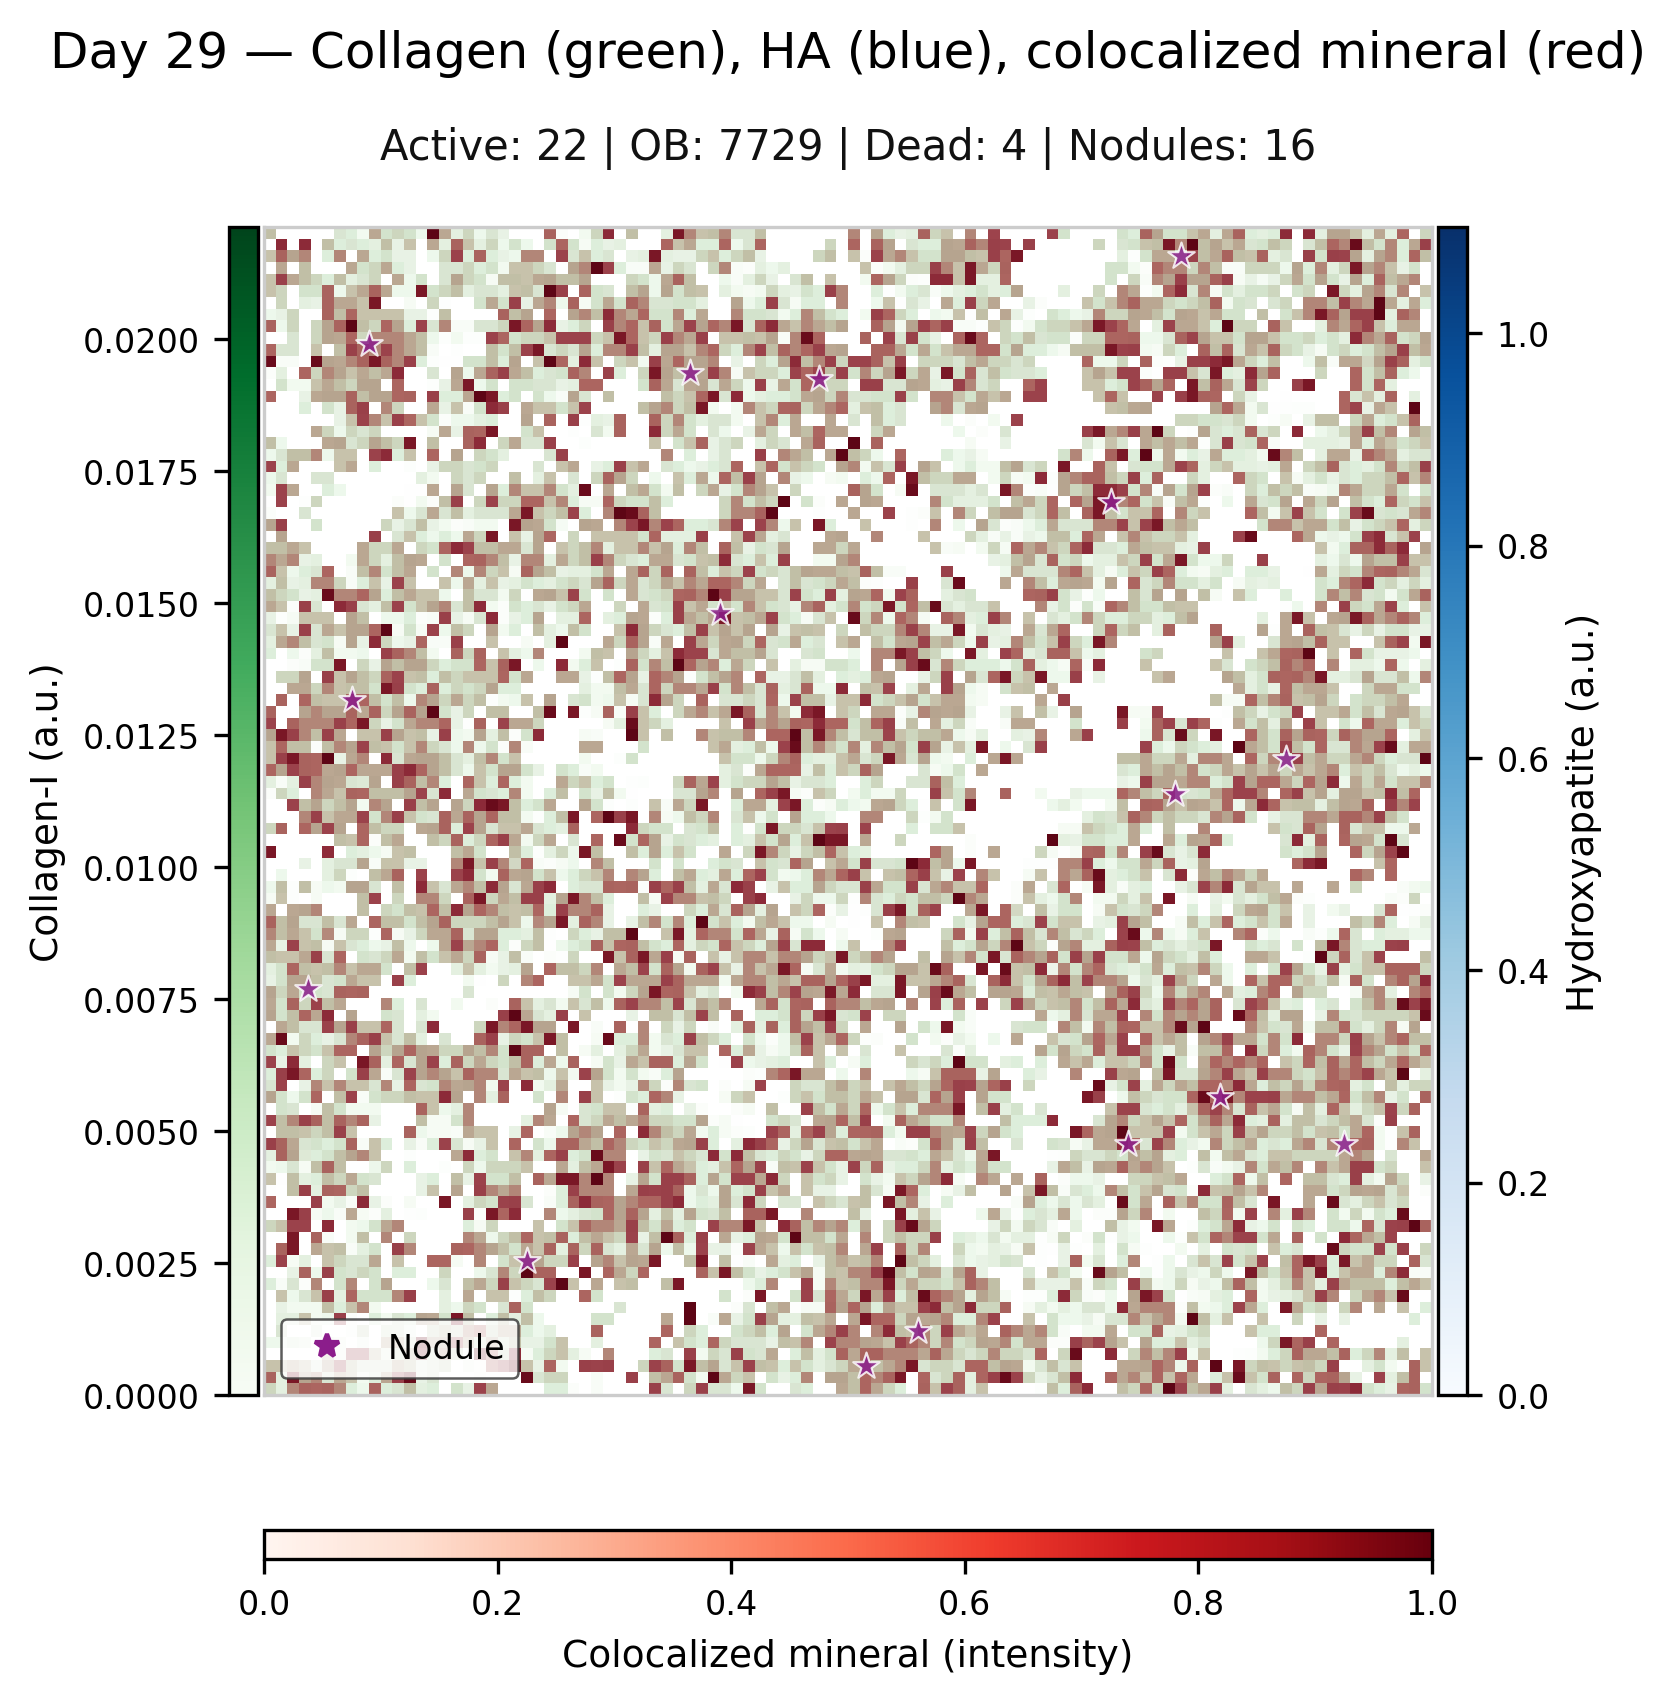 Day 29 — Collagen (green), HA (blue), colocalized mineral (red)
Active: 22 | OB: 7729 | Dead: 4 | Nodules: 16
Collagen-I (a.u.)
0.0200
0.0175
0.0150
0.0125
0.0100
0.0075
0.0050
0.0025
0.0000
Nodule
1.0
0.8
0.6
0.4
0.2
0.0
Hydroxyapatite (a.u.)
0.0 0.2 0.4 0.6 0.8 1.0
Colocalized mineral (intensity)